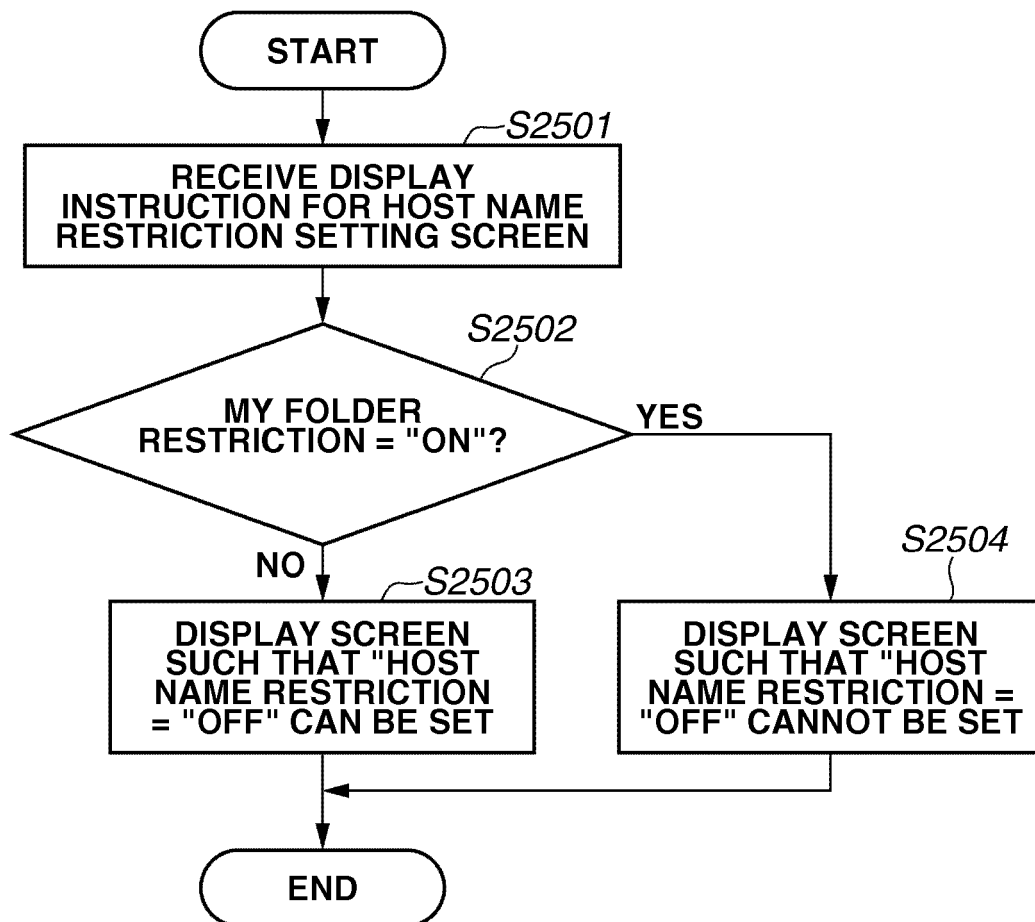 START
S2501
RECEIVE DISPLAY
INSTRUCTION FOR HOST NAME
RESTRICTION SETTING SCREEN
S2502
MY FOLDER
RESTRICTION = "ON"?
YES
NO
S2503
DISPLAY SCREEN
SUCH THAT "HOST
NAME RESTRICTION
= "OFF" CAN BE SET
S2504
DISPLAY SCREEN
SUCH THAT "HOST
NAME RESTRICTION =
"OFF" CANNOT BE SET
END